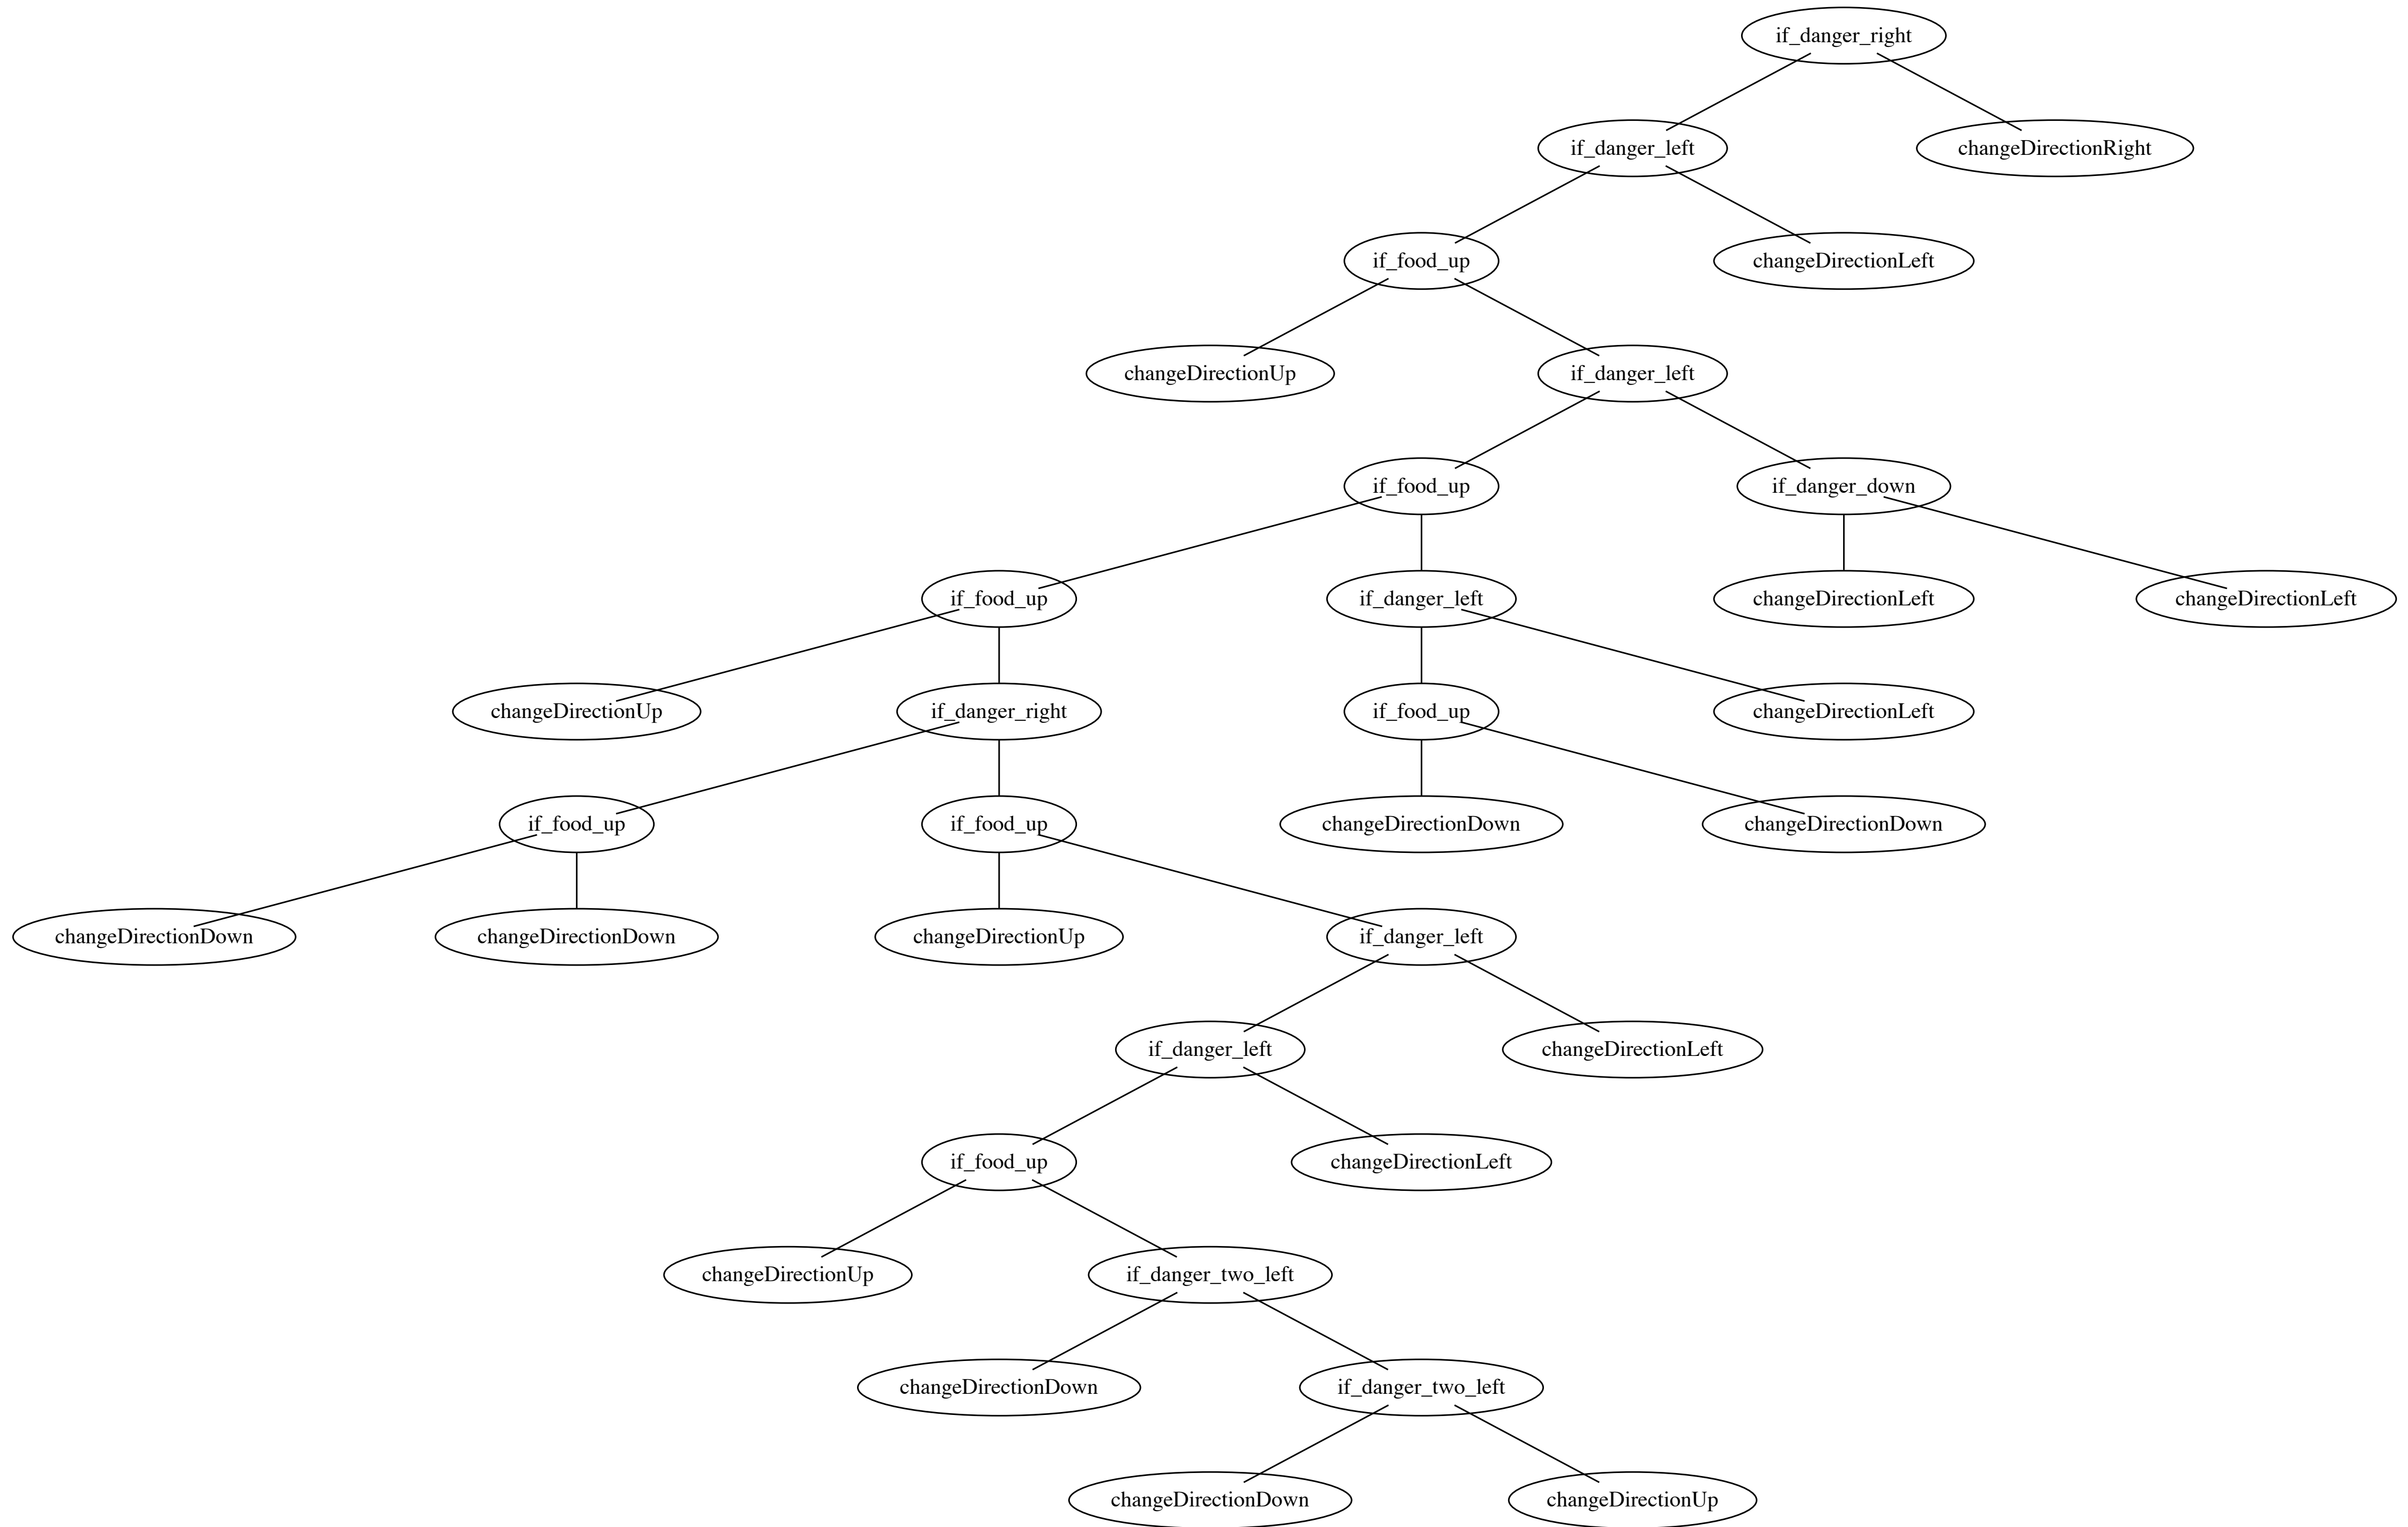 if_danger_right
if_danger_left
changeDirectionRight
if_food_up
changeDirectionLeft
changeDirectionUp
if_danger_left
if_food_up
if_danger_down
if_food_up
if_danger_left
changeDirectionLeft
changeDirectionLeft
changeDirectionUp
if_danger_right
if_food_up
changeDirectionLeft
if_food_up
if_food_up
changeDirectionDown
changeDirectionDown
changeDirectionDown
changeDirectionDown
changeDirectionUp
if_danger_left
if_danger_left
changeDirectionLeft
if_food_up
changeDirectionLeft
changeDirectionUp
if_danger_two_left
changeDirectionDown
if_danger_two_left
changeDirectionDown
changeDirectionUp